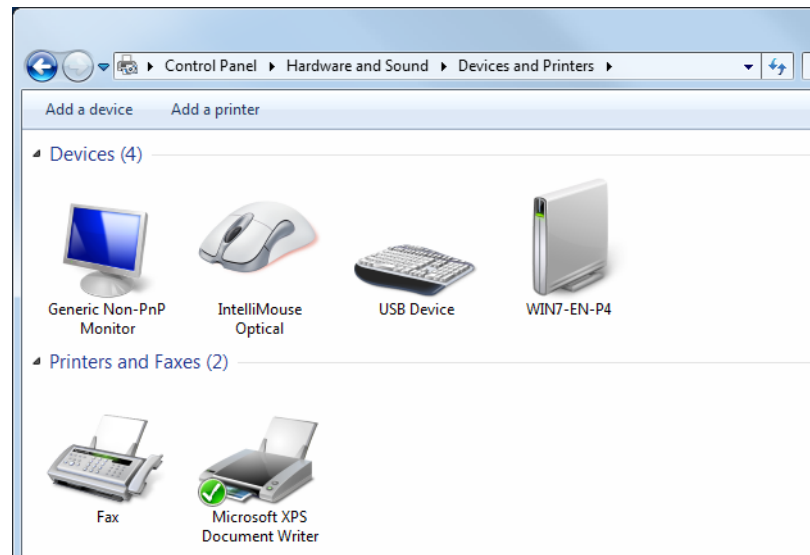 Control Panel Hardware and Sound Devices and Printers
Add a device Add a printer
Devices (4)
Generic Non-PnP
Monitor
IntelliMouse
Optical
USB Device
WIN7-EN-P4
Printers and Faxes (2)
Fax
Microsoft XPS
Document Writer